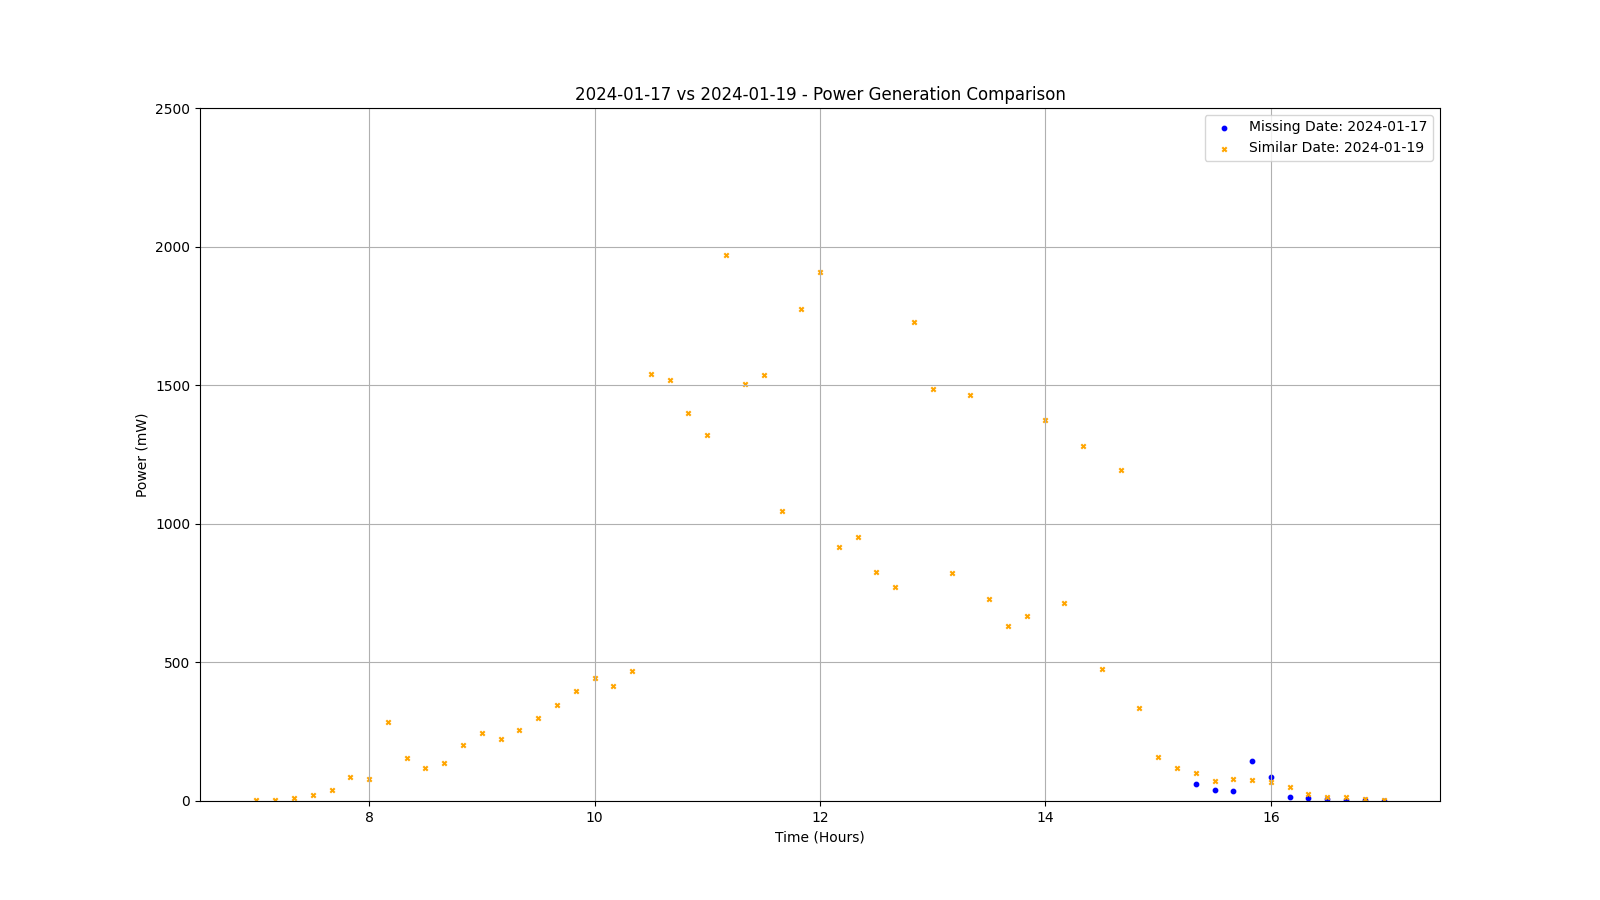 2024-01-17 vs 2024-01-19 - Power Generation Comparison
Missing Date: 2024-01-17
Similar Date: 2024-01-19
Power (mW)
2500
2000
1500
1000
500
0
8
10
12
14
16
Time (Hours)